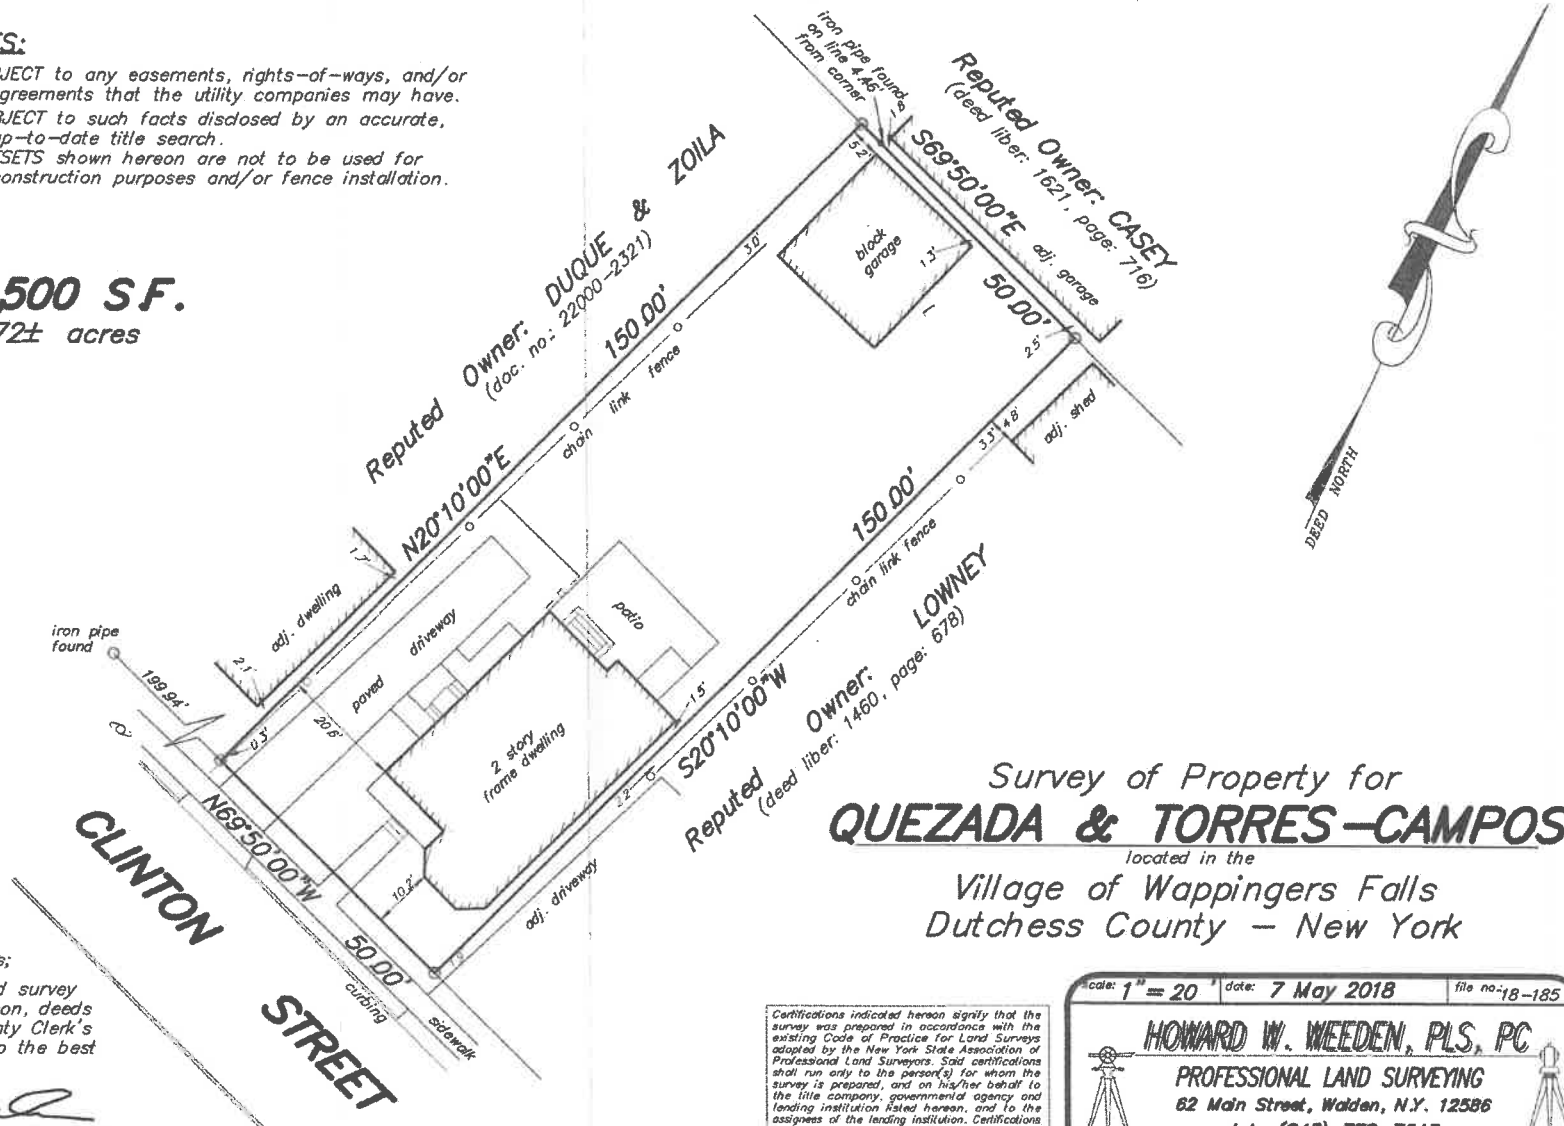 S:
JECT to any easements, rights-of-ways, and/or
greements that the utility companies may have.
JECT to such facts disclosed by an accurate,
p-to-date title search.
SETS shown hereon are not to be used for
onstruction purposes and/or fence installation.
,500 S.F.
72± acres
iron pipe found
on line 4.46'
from corner
Reputed Owner: CASEY
(deed liber: 1621, page: 716)
S69°50'00"E
50.00'
adj. garage
5.2'
block
garage
1.3'
2.5'
Reputed Owner: DUQUE & ZOILA
(doc. no.: 22000-2321)
150.00'
3.0'
chain link fence
N20°10'00"E
3.3'
4.8'
adj. shed
150.00'
chain link fence
DEED NORTH
1.7'
adj. dwelling
2.1'
iron pipe
found
199.94'
0.3'
paved driveway
20.6'
patio
2 story
frame dwelling
1.5'
2.2'
S20°10'00"W
Reputed Owner: LOWNEY
(deed liber: 1460, page: 678)
N69°50'00"W
50.00'
10.2'
adj. driveway
curbing
sidewalk
CLINTON STREET
Survey of Property for
QUEZADA & TORRES-CAMPOS
located in the
Village of Wappingers Falls
Dutchess County - New York
s;
d survey
on, deeds
nty Clerk's
o the best
Certifications indicated hereon signify that the
survey was prepared in accordance with the
existing Code of Practice for Land Surveys
adopted by the New York State Association of
Professional Land Surveyors. Said certifications
shall run only to the person(s) for whom the
survey is prepared, and on his/her behalf to
the title company, governmental agency and
lending institution listed hereon, and to the
assignees of the lending institution. Certifications
scale: 1" = 20' date: 7 May 2018 file no.: 18-185
HOWARD W. WEEDEN, PLS, PC
PROFESSIONAL LAND SURVEYING
62 Main Street, Walden, N.Y. 12586